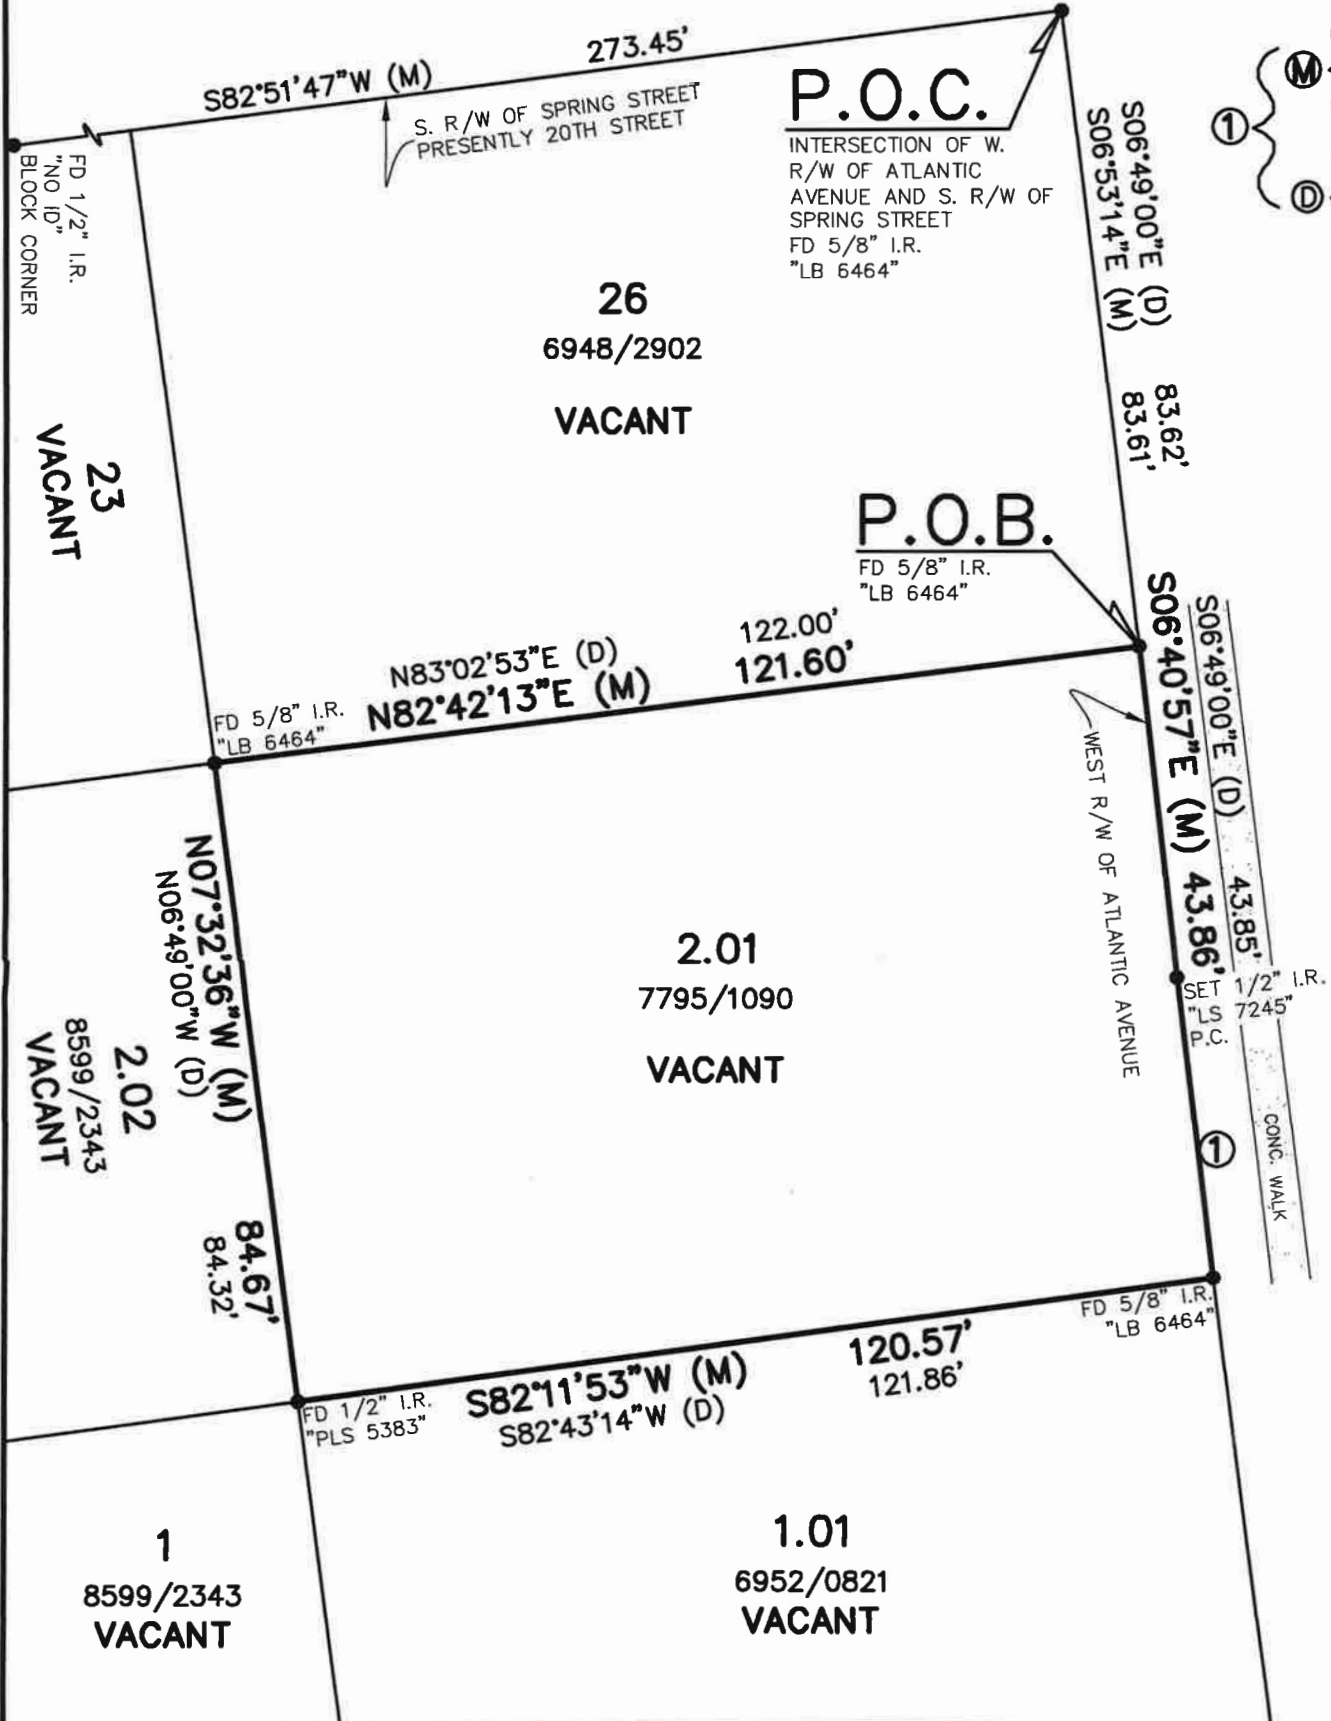 273.45'
S82°51'47"W (M)
S. R/W OF SPRING STREET
PRESENTLY 20TH STREET
P.O.C.
INTERSECTION OF W.
R/W OF ATLANTIC
AVENUE AND S. R/W OF
SPRING STREET
FD 5/8" I.R.
"LB 6464"
1
M
D
FD 1/2" I.R.
"NO ID"
BLOCK CORNER
S06°49'00"E (D) 83.62'
S06°53'14"E (M) 83.61'
26
6948/2902
VACANT
23
VACANT
P.O.B.
FD 5/8" I.R.
"LB 6464"
N83°02'53"E (D) 122.00'
N82°42'13"E (M) 121.60'
FD 5/8" I.R.
"LB 6464"
S06°49'00"E (D) 43.85'
S06°40'57"E (M) 43.86'
WEST R/W OF ATLANTIC AVENUE
N07°32'36"W (M) 84.67'
N06°49'00"W (D) 84.32'
2.01
7795/1090
VACANT
SET 1/2" I.R.
"LS 7245"
P.C.
2.02
8599/2343
VACANT
1
CONC. WALK
FD 5/8" I.R.
"LB 6464"
S82°11'53"W (M) 120.57'
S82°43'14"W (D) 121.86'
FD 1/2" I.R.
"PLS 5383"
1
8599/2343
VACANT
1.01
6952/0821
VACANT